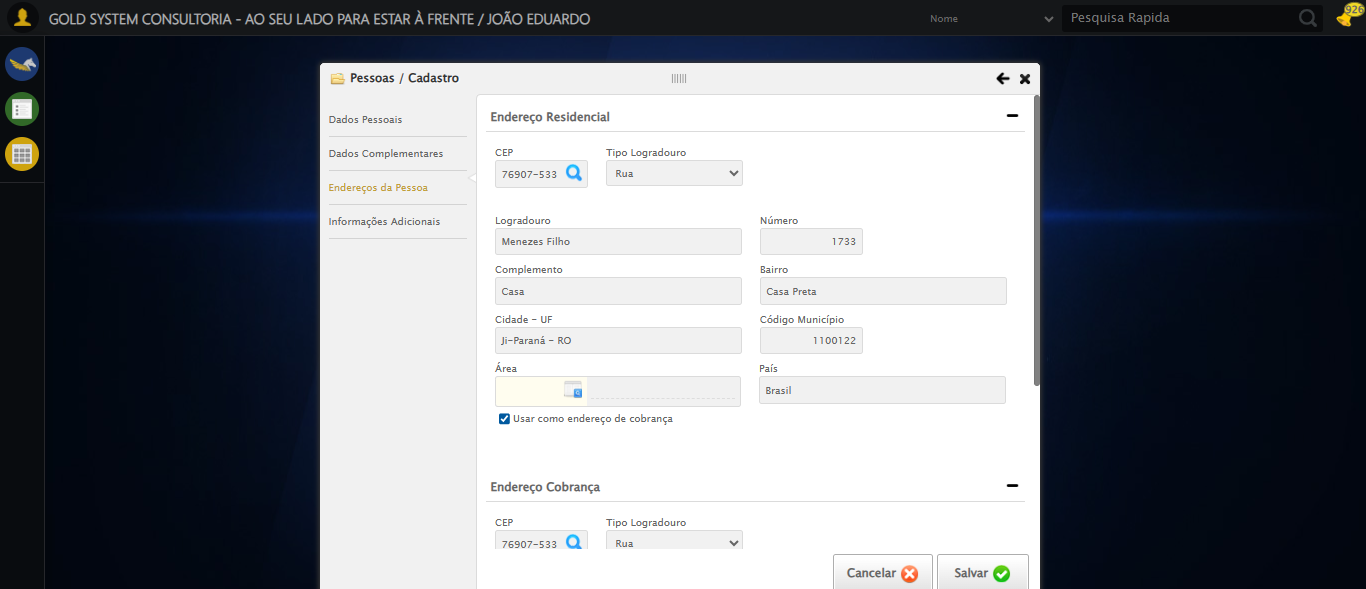 GOLD SYSTEM CONSULTORIA - AO SEU LADO PARA ESTAR À FRENTE / JOÃO EDUARDO
Nome
Pesquisa Rapida
926
Pessoas / Cadastro
Dados Pessoais
Dados Complementares
Endereços da Pessoa
Informações Adicionais
Endereço Residencial
CEP Tipo Logradouro
76907-533 Rua
Logradouro Número
Menezes Filho 1733
Complemento Bairro
Casa Casa Preta
Cidade - UF Código Município
Ji-Paraná - RO 1100122
Área País
Brasil
Usar como endereço de cobrança
Endereço Cobrança
CEP Tipo Logradouro
76907-533 Rua
Cancelar Salvar